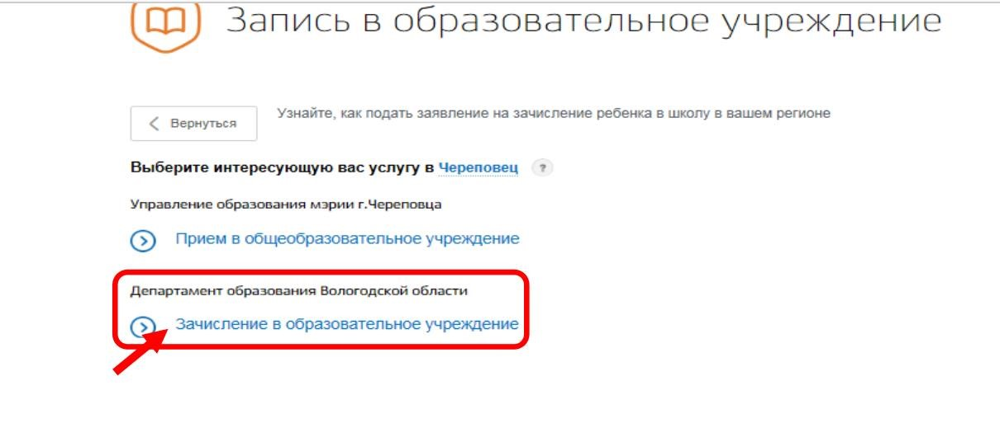 Запись в образовательное учреждение
Вернуться
Узнайте, как подать заявление на зачисление ребенка в школу в вашем регионе
Выберите интересующую вас услугу в Череповец ?
Управление образования мэрии г.Череповца
Прием в общеобразовательное учреждение
Департамент образования Вологодской области
Зачисление в образовательное учреждение